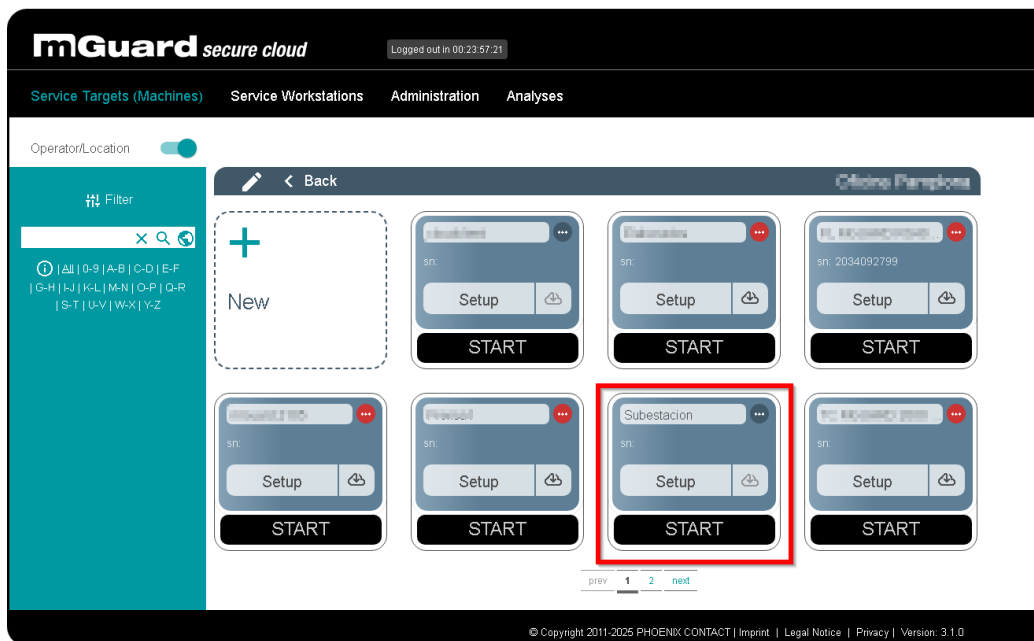 mGuard secure cloud
Logged out in 00:23:57:21
Service Targets (Machines) Service Workstations Administration Analyses
Operator/Location
Back
Filter
| All | 0-9 | A-B | C-D | E-F
| G-H | I-J | K-L | M-N | O-P | Q-R
| S-T | U-V | W-X | Y-Z
New
sn:
Setup
START
sn:
Setup
START
sn: 2034092799
Setup
START
sn:
Setup
START
sn:
Setup
START
Subestacion
sn:
Setup
START
sn:
Setup
START
prev 1 2 next
© Copyright 2011-2025 PHOENIX CONTACT | Imprint | Legal Notice | Privacy | Version: 3.1.0